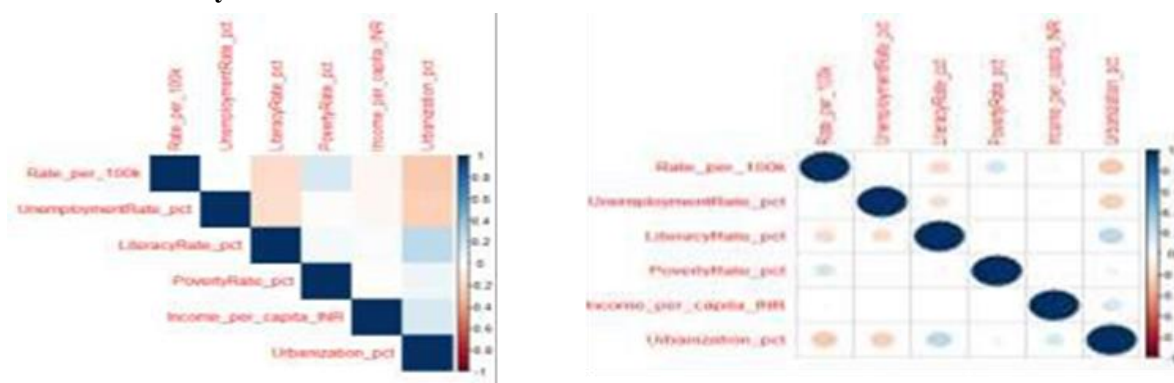 Rate_per_100k
UnemploymentRate_pct
LiteracyRate_pct
PovertyRate_pct
Income_per_capita_INR
Urbanization_pct
Rate_per_100k
UnemploymentRate_pct
LiteracyRate_pct
PovertyRate_pct
Income_per_capita_INR
Urbanization_pct
1
0.8
0.6
0.4
0.2
0
-0.2
-0.4
-0.6
-0.8
-1
Rate_per_100k
UnemploymentRate_pct
LiteracyRate_pct
PovertyRate_pct
Income_per_capita_INR
Urbanization_pct
Rate_per_100k
UnemploymentRate_pct
LiteracyRate_pct
PovertyRate_pct
Income_per_capita_INR
Urbanization_pct